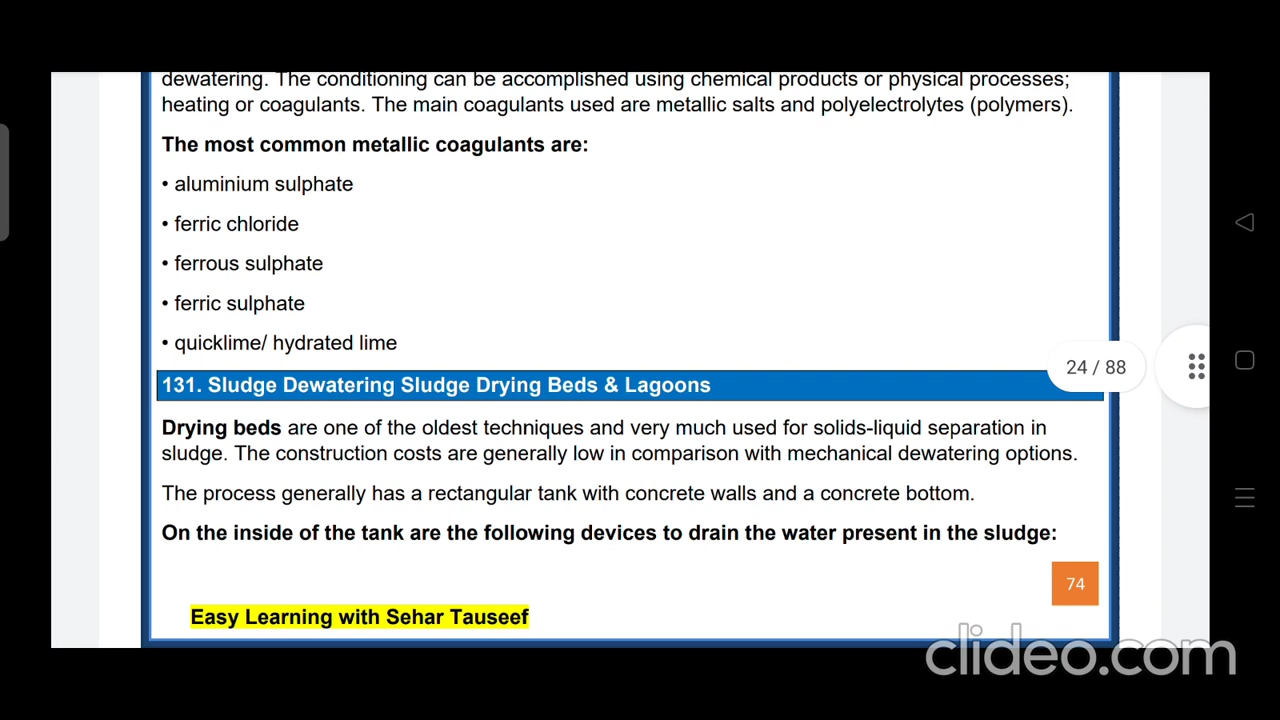 dewatering. The conditioning can be accomplished using chemical products or physical processes;
heating or coagulants. The main coagulants used are metallic salts and polyelectrolytes (polymers).
The most common metallic coagulants are:
• aluminium sulphate
• ferric chloride
• ferrous sulphate
• ferric sulphate
• quicklime/ hydrated lime
24 / 88
131. Sludge Dewatering Sludge Drying Beds & Lagoons
Drying beds are one of the oldest techniques and very much used for solids-liquid separation in
sludge. The construction costs are generally low in comparison with mechanical dewatering options.
The process generally has a rectangular tank with concrete walls and a concrete bottom.
On the inside of the tank are the following devices to drain the water present in the sludge:
74
Easy Learning with Sehar Tauseef
clideo.com